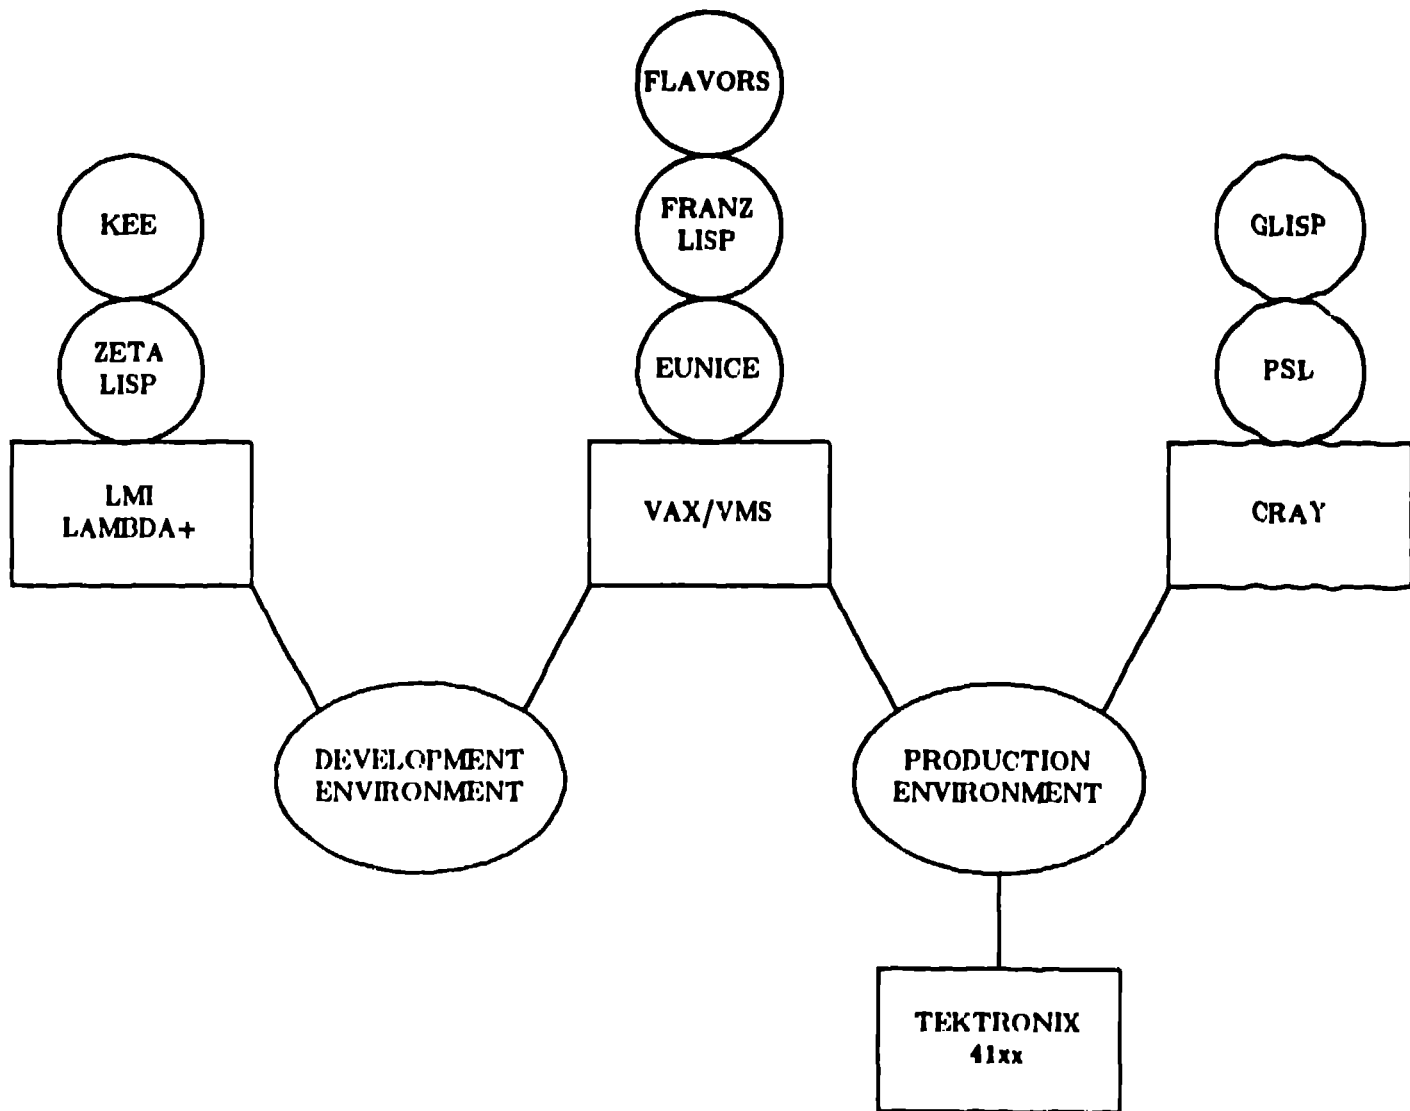 FLAVORS
KEE
FRANZ
LISP
GLISP
ZETA
LISP
EUNICE
PSL
LMI
LAMBDA+
VAX/VMS
CRAY
DEVELOPMENT
ENVIRONMENT
PRODUCTION
ENVIRONMENT
TEKTRONIX
41xx